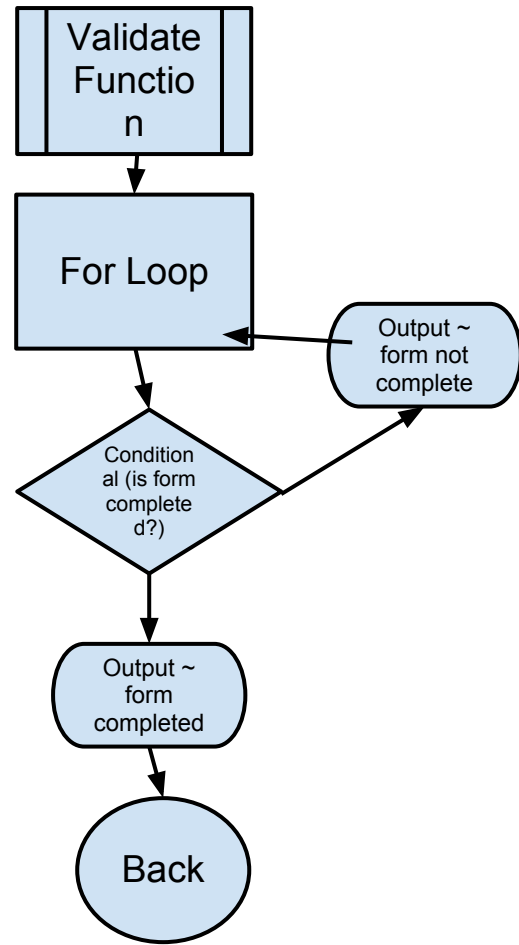 Validate
Functio
n
For Loop
Output ~
form not
complete
Condition
al (is form
complete
d?)
Output ~
form
completed
Back